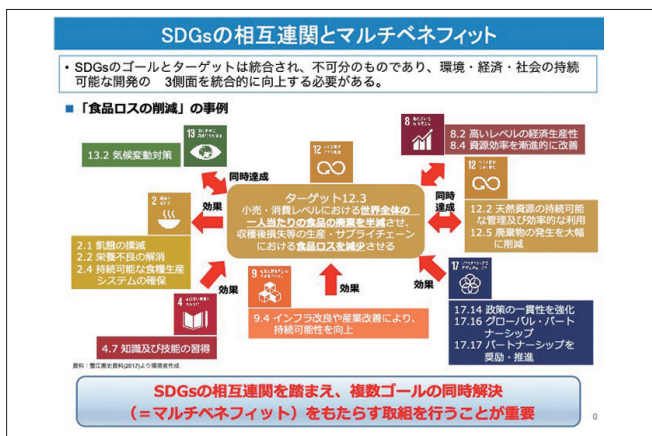 SDGsの相互連関とマルチベネフィット
• SDGsのゴールとターゲットは統合され、不可分のものであり、環境・経済・社会の持続
可能な開発の 3側面を統合的に向上する必要がある。
■ 「食品ロスの削減」の事例
13
13.2 気候変動対策
同時達成
12
8
8.2 高いレベルの経済生産性
8.4 資源効率を漸進的に改善
2
効果
2.1 飢餓の撲滅
2.2 栄養不良の解消
2.4 持続可能な食糧生産
システムの確保
ターゲット12.3
小売・消費レベルにおける世界全体の
一人当たりの食品の廃棄を半減させ、
収穫後損失等の生産・サプライチェーン
における食品ロスを減少させる
同時
達成
12
12.2 天然資源の持続可能
な管理及び効率的な利用
12.5 廃棄物の発生を大幅
に削減
4
効果
4.7 知識及び技能の習得
9
効果
9.4 インフラ改良や産業改善により、
持続可能性を向上
効果
17
17.14 政策の一貫性を強化
17.16 グローバル・パート
ナーシップ
17.17 パートナーシップを
奨励・推進
資料：蟹江憲史資料(2017)より環境省作成
SDGsの相互連関を踏まえ、複数ゴールの同時解決
（＝マルチベネフィット）をもたらす取組を行うことが重要
0